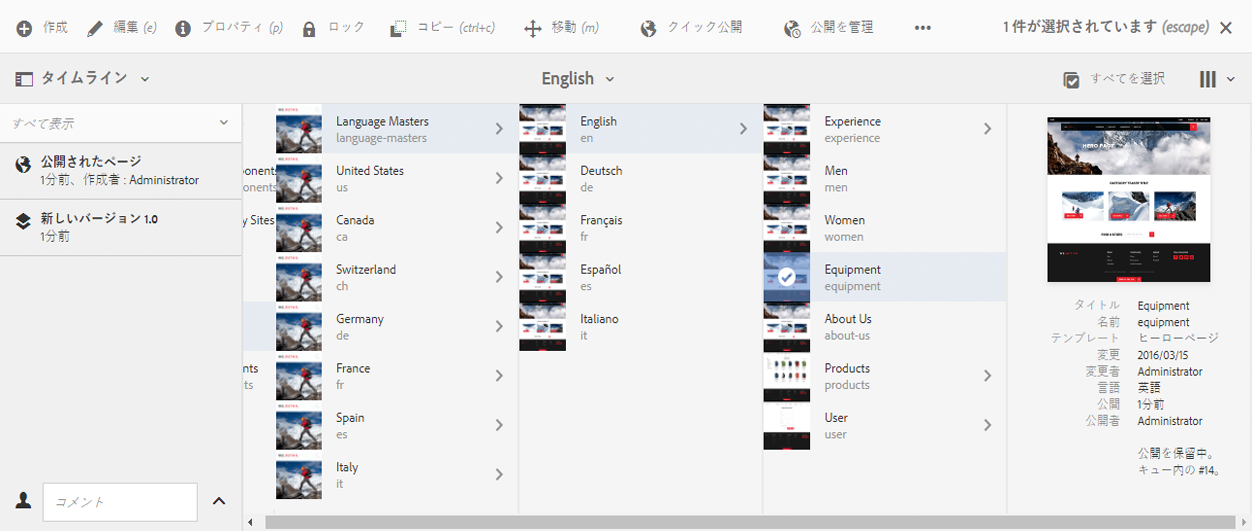 作成 編集 (e) プロパティ (p) ロック コピー (ctrl+c) 移動 (m) クイック公開 公開を管理 ••• 1 件が選択されています (escape)
タイムライン English すべてを選択
すべて表示
公開されたページ
1分前、作成者 : Administrator
新しいバージョン 1.0
1分前
コメント
onents
onents
y Sites
nts
ts
Language Masters
language-masters
United States
us
Canada
ca
Switzerland
ch
Germany
de
France
fr
Spain
es
Italy
it
English
en
Deutsch
de
Français
fr
Español
es
Italiano
it
Experience
experience
Men
men
Women
women
Equipment
equipment
About Us
about-us
Products
products
User
user
HERO PAGE
タイトル Equipment
名前 equipment
テンプレート ヒーローページ
変更 2016/03/15
変更者 Administrator
言語 英語
公開 1分前
公開者 Administrator
公開を保留中。
キュー内の #14。